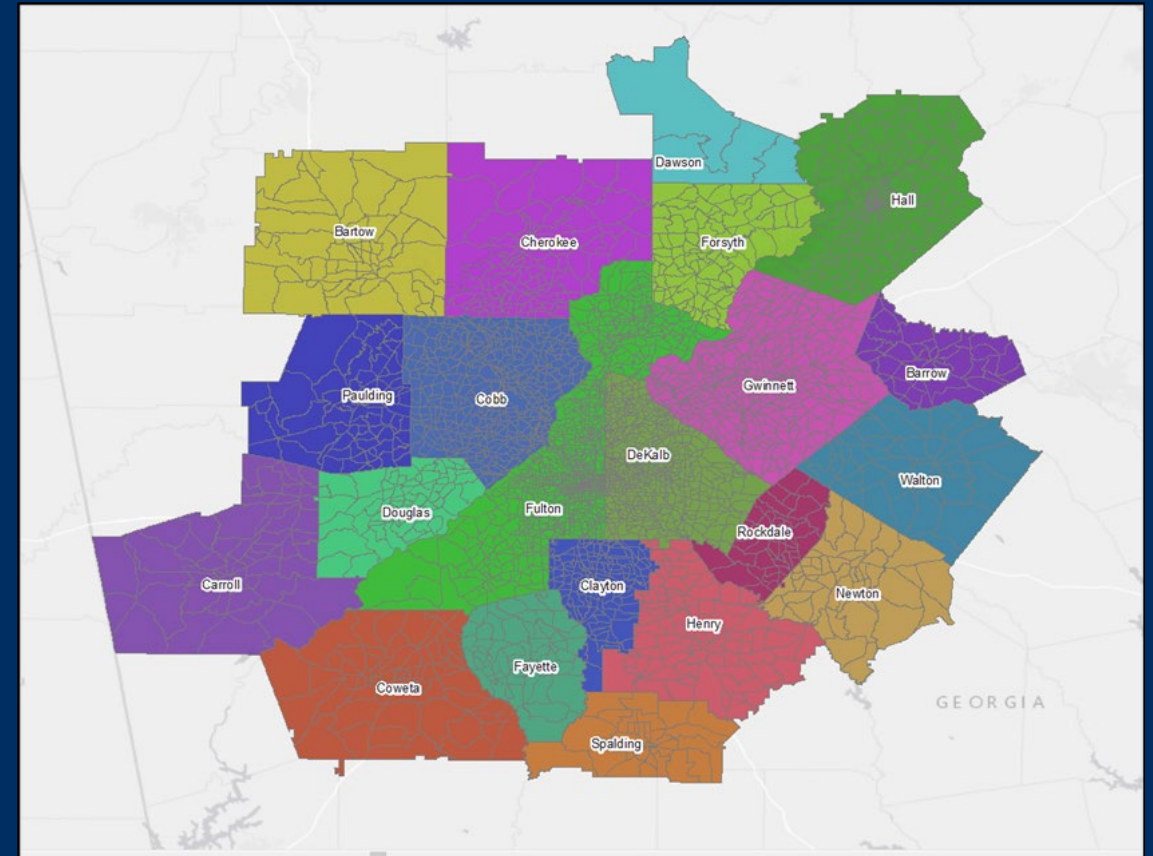 Dawson
Hall
Bartow
Cherokee
Forsyth
Barrow
Gwinnett
Paulding
Cobb
DeKalb
Walton
Fulton
Douglas
Rockdale
Carroll
Clayton
Newton
Henry
Fayette
Coweta
GEORGIA
Spalding